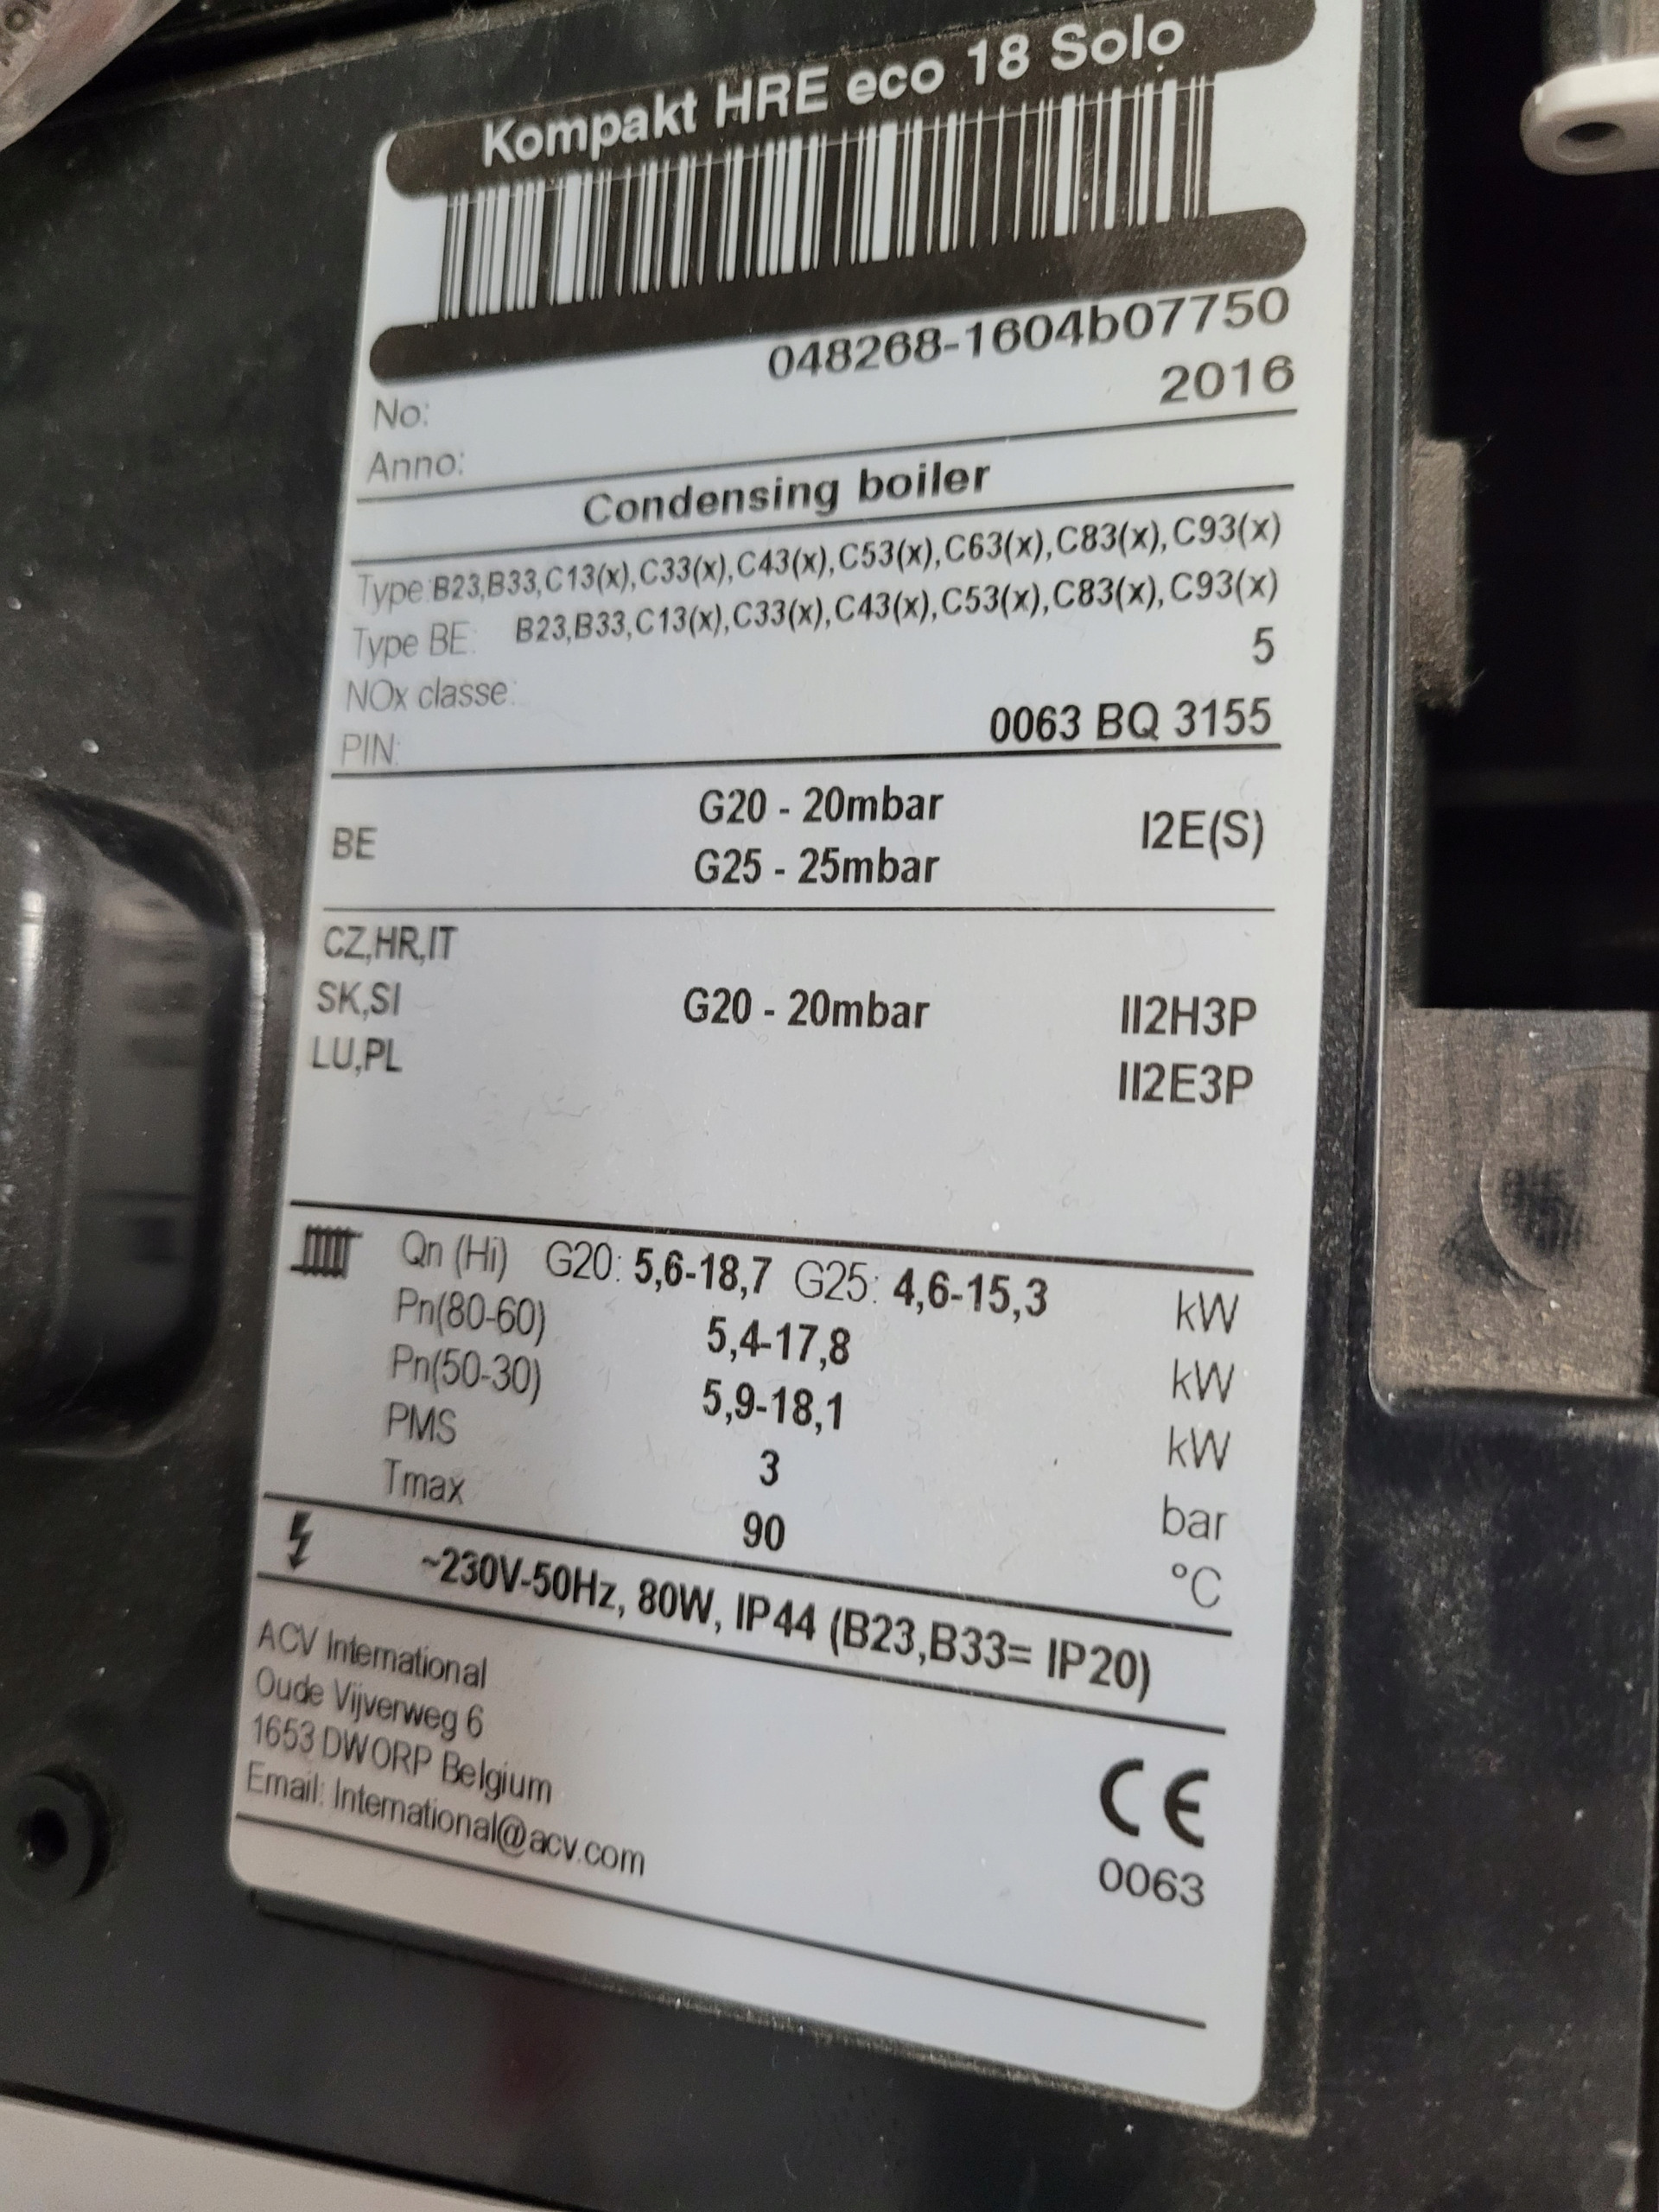 Kompakt HRE eco 18 Solo
No: 048268-1604b07750
Anno: 2016
Condensing boiler
Type: B23,B33,C13(x),C33(x),C43(x),C53(x),C63(x),C83(x),C93(x)
Type BE: B23,B33,C13(x),C33(x),C43(x),C53(x),C83(x),C93(x)
NOx classe: 5
PIN: 0063 BQ 3155
BE G20 - 20mbar I2E(S)
G25 - 25mbar
CZ,HR,IT
SK,SI G20 - 20mbar II2H3P
LU,PL II2E3P
Qn (Hi) G20: 5,6-18,7 G25: 4,6-15,3 kW
Pn(80-60) 5,4-17,8 kW
Pn(50-30) 5,9-18,1 kW
PMS 3 bar
Tmax 90 °C
~230V-50Hz, 80W, IP44 (B23,B33= IP20)
ACV International
Oude Vijverweg 6
1653 DWORP Belgium
Email: International@acv.com
CE
0063